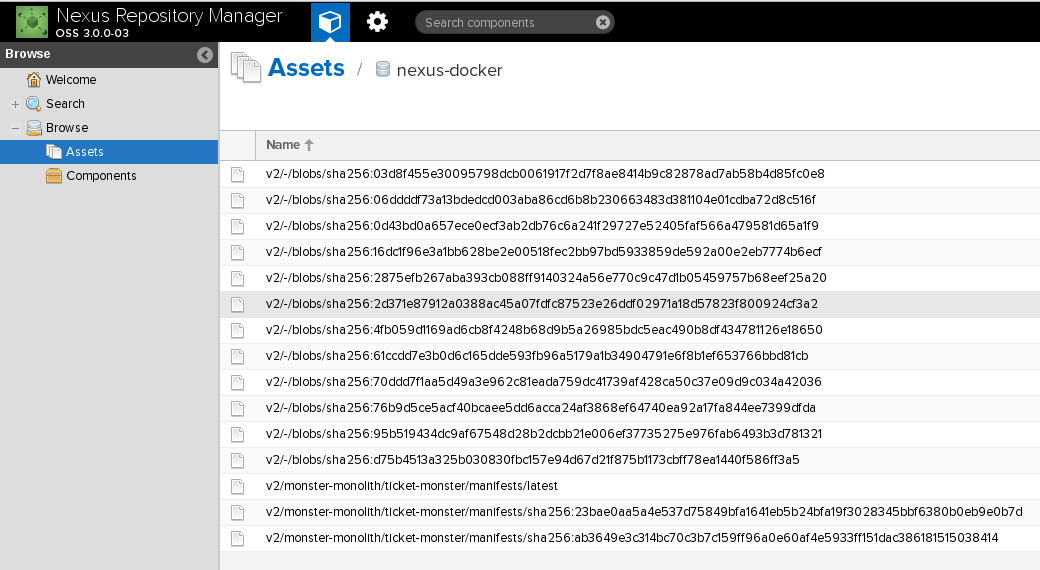 Nexus Repository Manager
OSS 3.0.0-03
Search components
Browse
Welcome
Search
Browse
Assets
Components
Assets / nexus-docker
Name
v2/-/blobs/sha256:03d8f455e30095798dcb0061917f2d7f8ae8414b9c82878ad7ab58b4d85fc0e8
v2/-/blobs/sha256:06ddddf73a13bdedcd003aba86cd6b8b230663483d381104e01cdba72d8c516f
v2/-/blobs/sha256:0d43bd0a657ece0ecf3ab2db76c6a241f29727e52405faf566a479581d65a1f9
v2/-/blobs/sha256:16dc1f96e3a1bb628be2e00518fec2bb97bd5933859de592a00e2eb7774b6ecf
v2/-/blobs/sha256:2875efb267aba393cb088ff9140324a56e770c9c47d1b05459757b68eef25a20
v2/-/blobs/sha256:2d371e87912a0388ac45a07fdfc87523e26ddf02971a18d57823f800924cf3a2
v2/-/blobs/sha256:4fb059d1169ad6cb8f4248b68d9b5a26985bdc5eac490b8df434781126e18650
v2/-/blobs/sha256:61ccdd7e3b0d6c165dde593fb96a5179a1b34904791e6f8b1ef653766bbd81cb
v2/-/blobs/sha256:70ddd7f1aa5d49a3e962c81eada759dc41739af428ca50c37e09d9c034a42036
v2/-/blobs/sha256:76b9d5ce5acf40bcaee5dd6acca24af3868ef64740ea92a17fa844ee7399dfda
v2/-/blobs/sha256:95b519434dc9af67548d28b2dcbb21e006ef37735275e976fab6493b3d781321
v2/-/blobs/sha256:d75b4513a325b030830fbc157e94d67d21f875b1173cbff78ea1440f586ff3a5
v2/monster-monolith/ticket-monster/manifests/latest
v2/monster-monolith/ticket-monster/manifests/sha256:23bae0aa5a4e537d75849bfa1641eb5b24bfa19f3028345bbf6380b0eb9e0b7d
v2/monster-monolith/ticket-monster/manifests/sha256:ab3649e3c314bc70c3b7c159ff96a0e60af4e5933ff151dac386181515038414